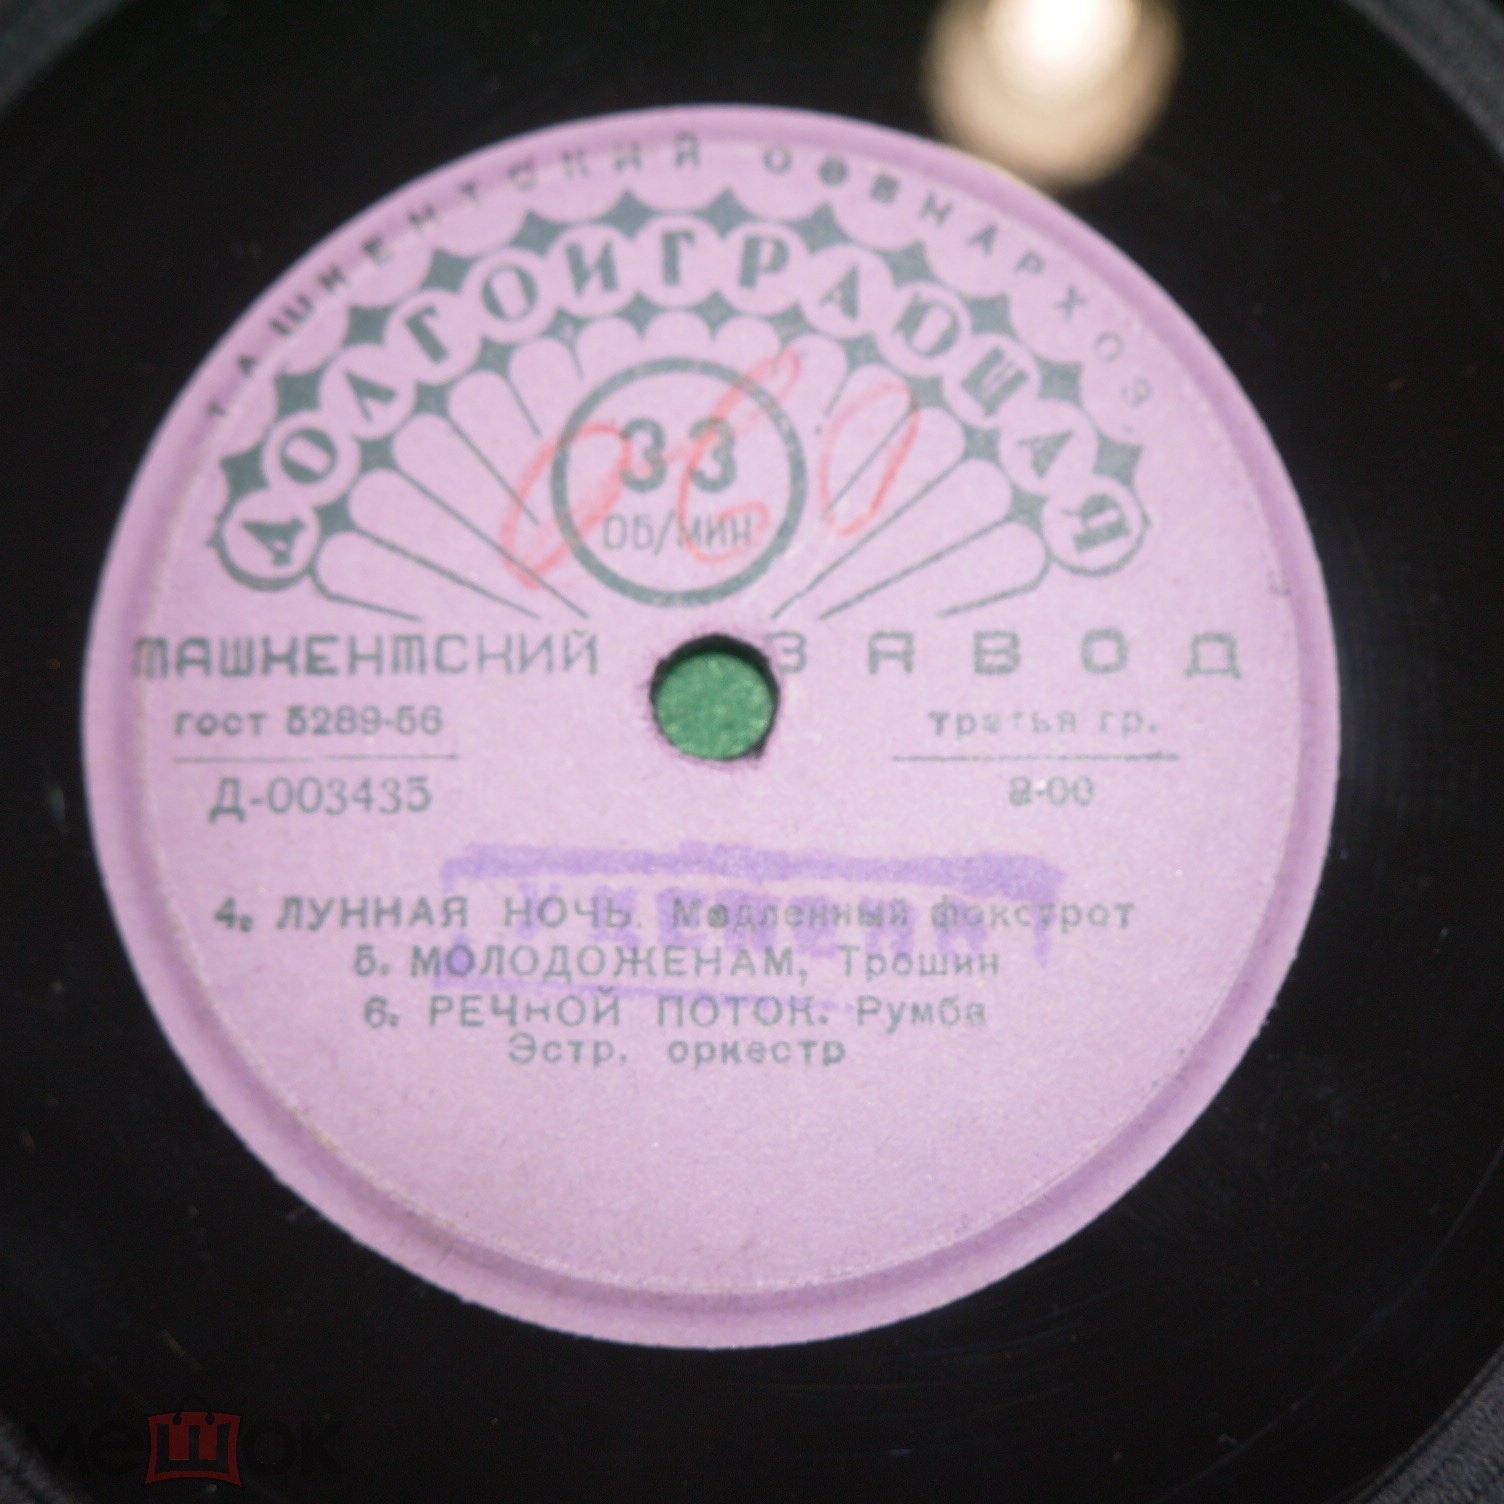 ТАШКЕНТСКИЙ СОВНАРХОЗ
ДОЛГОИГРАЮЩАЯ
33
ОБ/МИН
ТАШКЕНТСКИЙ ЗАВОД
гост 5289-56
третья гр.
Д-003435
2-00
4. ЛУННАЯ НОЧЬ. Медленный фокстрот
5. МОЛОДОЖЕНАМ, Трошин
6. РЕЧНОЙ ПОТОК. Румба
Эстр. оркестр
мешок